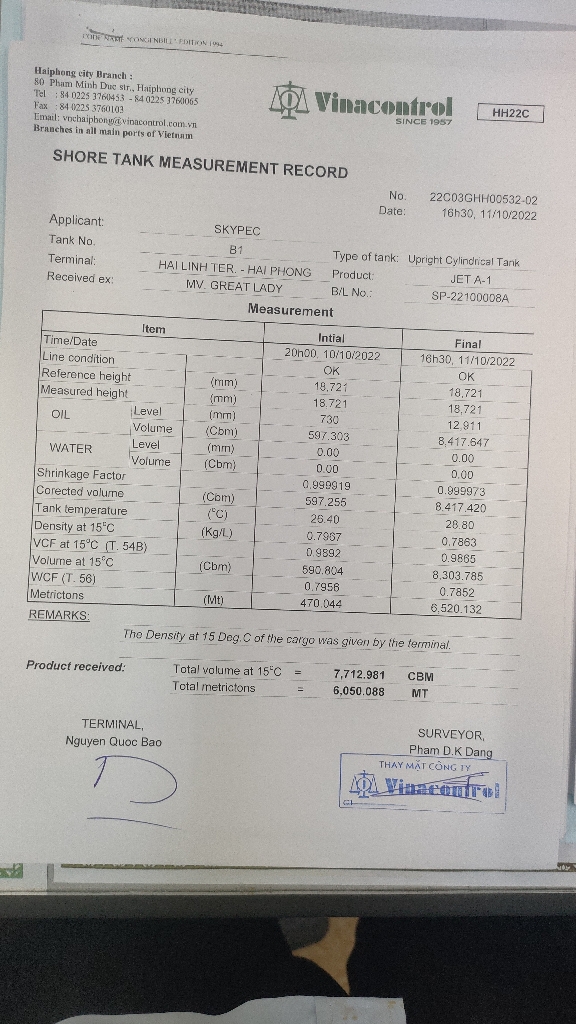 CODE NAME "CONGENBILL" EDITION 1994
Haiphong city Branch :
80 Pham Minh Duc str., Haiphong city
Tel : 84 0225 3760453 - 84 0225 3760065
Fax : 84 0225 3760103
Email: vnchaiphong@vinacontrol.com.vn
Branches in all main ports of Vietnam
Vinacontrol
SINCE 1957
HH22C
SHORE TANK MEASUREMENT RECORD
No. 22C03GHH00532-02
Date: 16h30, 11/10/2022
Applicant: SKYPEC
Tank No. B1 Type of tank: Upright Cylindrical Tank
Terminal: HAI LINH TER. - HAI PHONG Product: JET A-1
Received ex: MV. GREAT LADY B/L No.: SP-22100008A
Measurement
Item Intial Final
Time/Date 20h00, 10/10/2022 16h30, 11/10/2022
Line condition OK OK
Reference height (mm) 18,721 18,721
Measured height (mm) 18,721 18,721
OIL Level (mm) 730 12,911
Volume (Cbm) 597.303 8,417.647
WATER Level (mm) 0.00 0.00
Volume (Cbm) 0.00 0.00
Shrinkage Factor 0.999919 0.999973
Corected volume (Cbm) 597.255 8,417.420
Tank temperature (°C) 26.40 28.80
Density at 15°C (Kg/L) 0.7967 0.7863
VCF at 15°C (T. 54B) 0.9892 0.9865
Volume at 15°C (Cbm) 590.804 8,303.785
WCF (T. 56) 0.7956 0.7852
Metrictons (Mt) 470.044 6,520.132
REMARKS:
The Density at 15 Deg.C of the cargo was given by the terminal.
Product received: Total volume at 15°C = 7,712.981 CBM
Total metrictons = 6,050.088 MT
TERMINAL, SURVEYOR,
Nguyen Quoc Bao Pham D.K Dang
THAY MẶT CÔNG TY
Vinacontrol